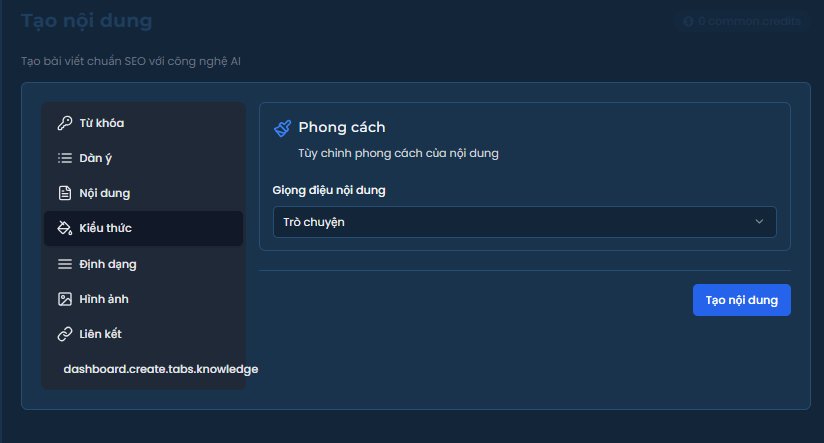 Tạo nội dung
0 common.credits
Tạo bài viết chuẩn SEO với công nghệ AI
Từ khóa
Dàn ý
Nội dung
Kiểu thức
Định dạng
Hình ảnh
Liên kết
dashboard.create.tabs.knowledge
Phong cách
Tùy chỉnh phong cách của nội dung
Giọng điệu nội dung
Trò chuyện
Tạo nội dung